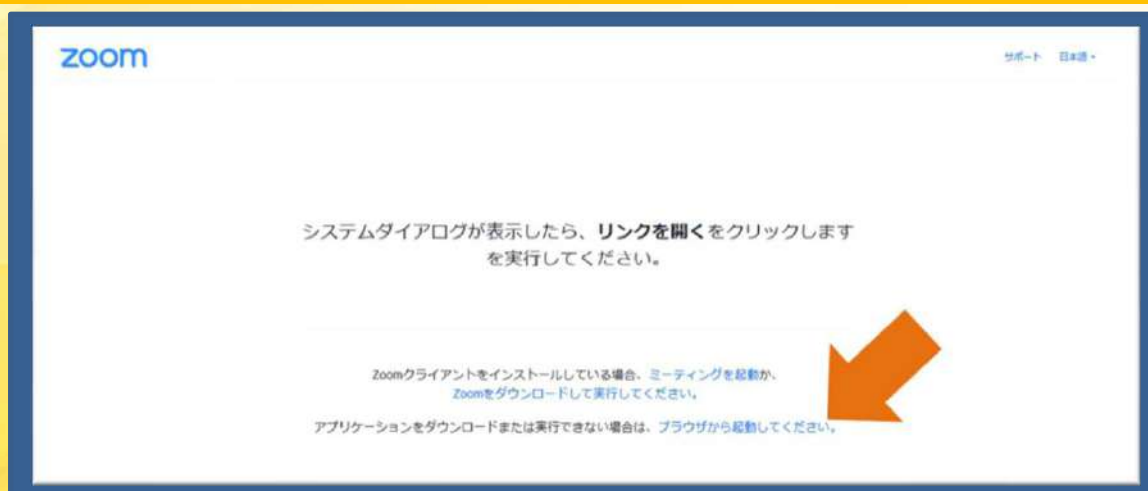 zoom
サポート 日本語
システムダイアログが表示したら、リンクを開くをクリックします
を実行してください。
Zoomクライアントをインストールしている場合、ミーティングを起動か、
Zoomをダウンロードして実行してください。
アプリケーションをダウンロードまたは実行できない場合は、ブラウザから起動してください。